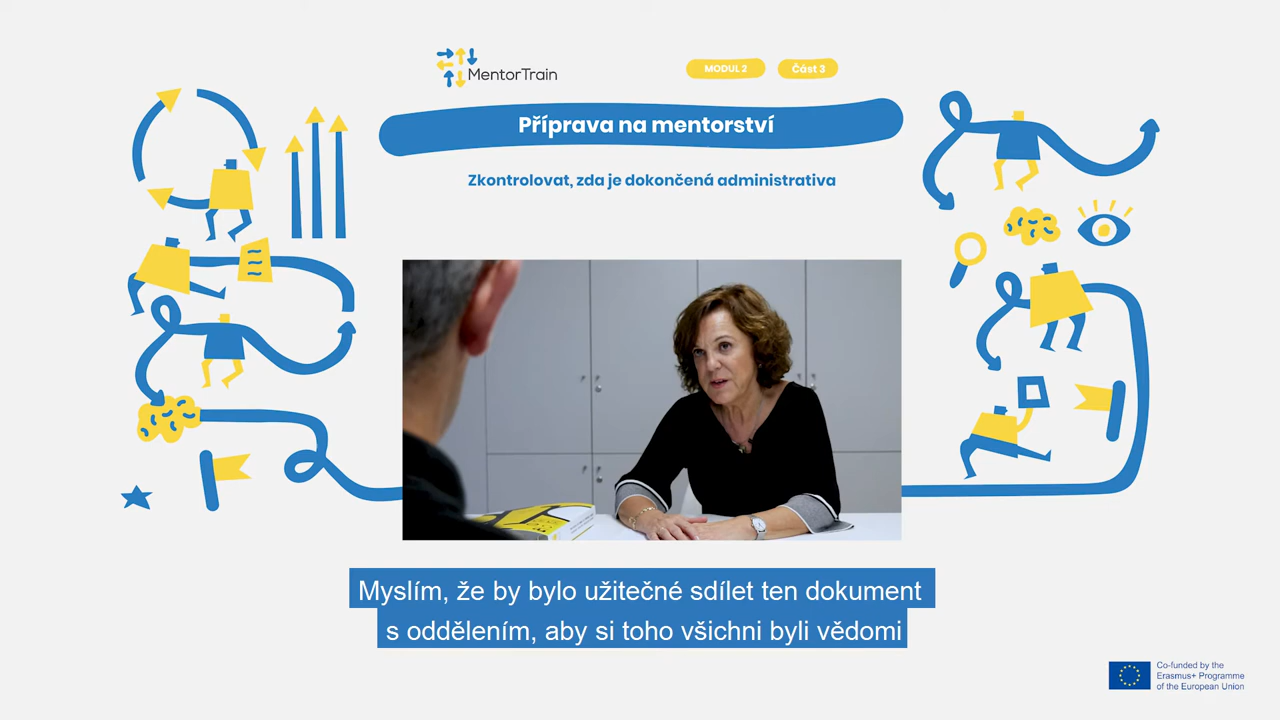 MentorTrain
MODUL 2
Část 3
Příprava na mentorství
Zkontrolovat, zda je dokončená administrativa
Myslím, že by bylo užitečné sdílet ten dokument
s oddělením, aby si toho všichni byli vědomi
Co-funded by the
Erasmus+ Programme
of the European Union